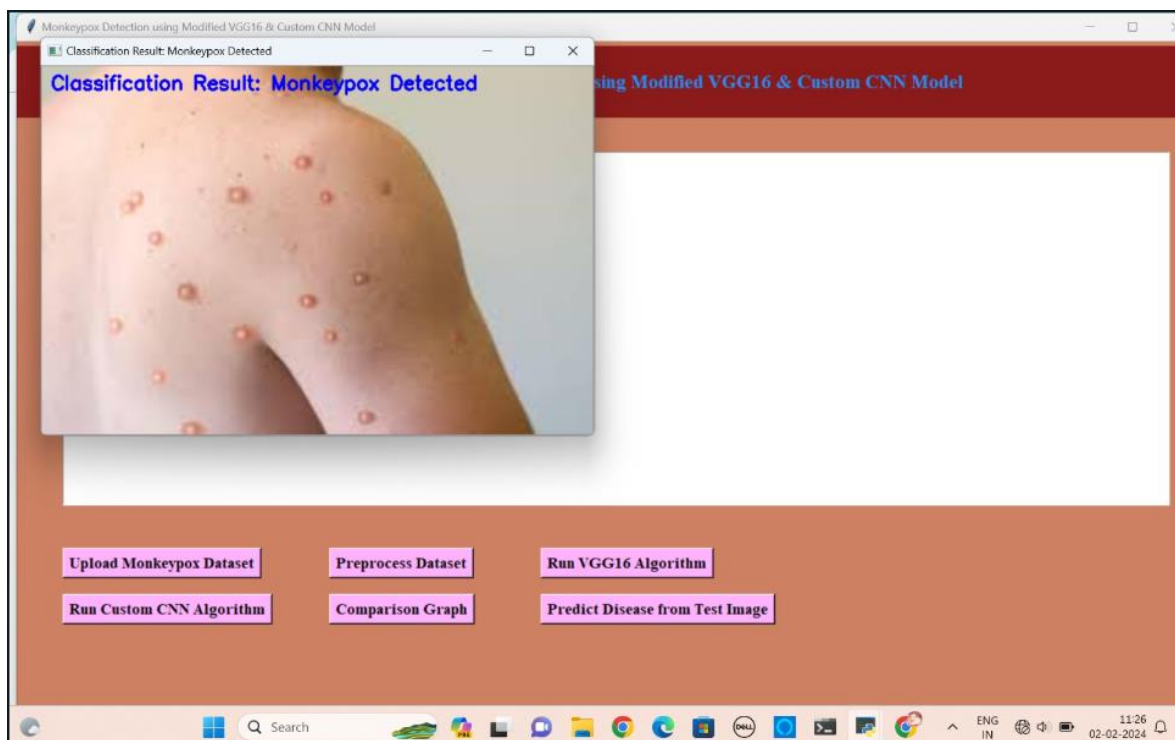 Monkeypox Detection using Modified VGG16 & Custom CNN Model
Classification Result: Monkeypox Detected
Classification Result: Monkeypox Detected
using Modified VGG16 & Custom CNN Model
Upload Monkeypox Dataset
Preprocess Dataset
Run VGG16 Algorithm
Run Custom CNN Algorithm
Comparison Graph
Predict Disease from Test Image
Search
DELL
ENG
IN
11:26
02-02-2024